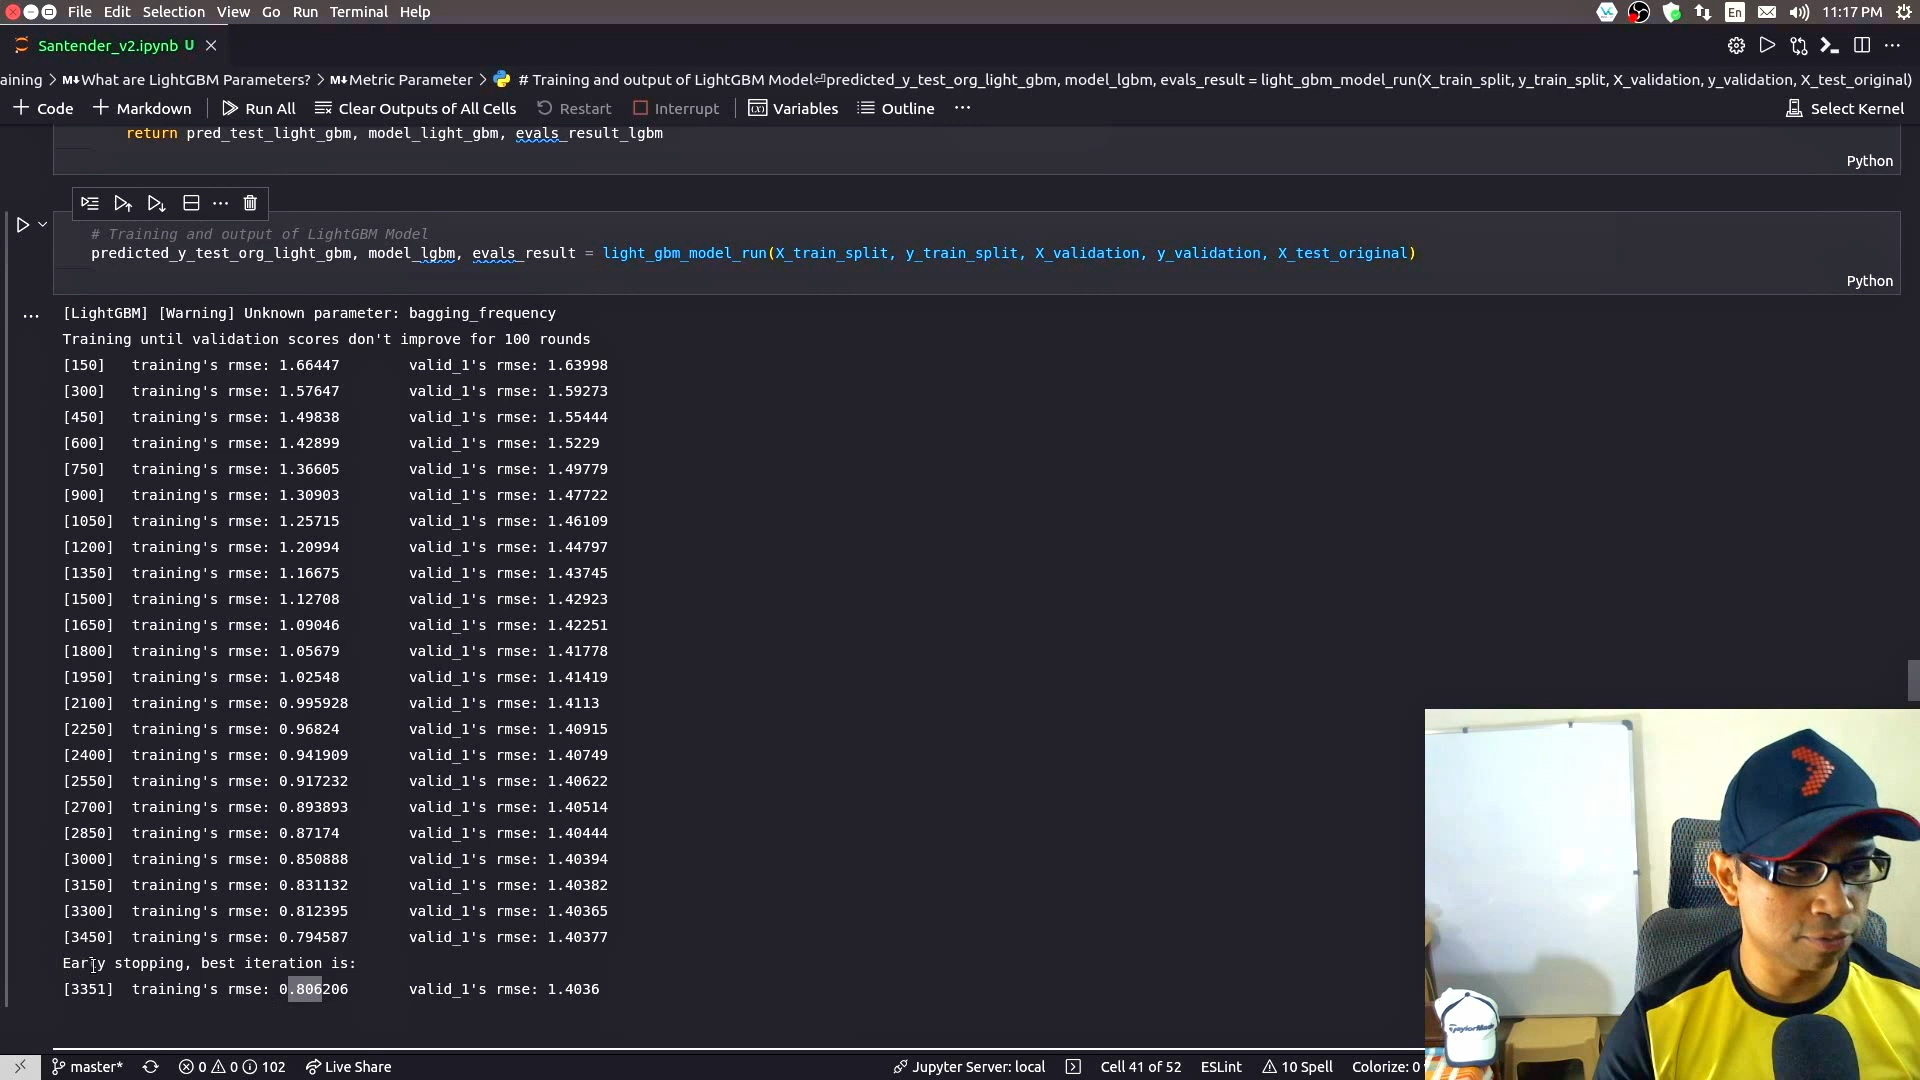 File Edit Selection View Go Run Terminal Help
En 11:17 PM
Santender_v2.ipynb U
aining > What are LightGBM Parameters? > Metric Parameter > # Training and output of LightGBM Model⏎predicted_y_test_org_light_gbm, model_lgbm, evals_result = light_gbm_model_run(X_train_split, y_train_split, X_validation, y_validation, X_test_original)
+ Code + Markdown Run All Clear Outputs of All Cells Restart Interrupt Variables Outline ... Select Kernel
return pred_test_light_gbm, model_light_gbm, evals_result_lgbm
Python
# Training and output of LightGBM Model
predicted_y_test_org_light_gbm, model_lgbm, evals_result = light_gbm_model_run(X_train_split, y_train_split, X_validation, y_validation, X_test_original)
Python
[LightGBM] [Warning] Unknown parameter: bagging_frequency
Training until validation scores don't improve for 100 rounds
[150] training's rmse: 1.66447 valid_1's rmse: 1.63998
[300] training's rmse: 1.57647 valid_1's rmse: 1.59273
[450] training's rmse: 1.49838 valid_1's rmse: 1.55444
[600] training's rmse: 1.42899 valid_1's rmse: 1.5229
[750] training's rmse: 1.36605 valid_1's rmse: 1.49779
[900] training's rmse: 1.30903 valid_1's rmse: 1.47722
[1050] training's rmse: 1.25715 valid_1's rmse: 1.46109
[1200] training's rmse: 1.20994 valid_1's rmse: 1.44797
[1350] training's rmse: 1.16675 valid_1's rmse: 1.43745
[1500] training's rmse: 1.12708 valid_1's rmse: 1.42923
[1650] training's rmse: 1.09046 valid_1's rmse: 1.42251
[1800] training's rmse: 1.05679 valid_1's rmse: 1.41778
[1950] training's rmse: 1.02548 valid_1's rmse: 1.41419
[2100] training's rmse: 0.995928 valid_1's rmse: 1.4113
[2250] training's rmse: 0.96824 valid_1's rmse: 1.40915
[2400] training's rmse: 0.941909 valid_1's rmse: 1.40749
[2550] training's rmse: 0.917232 valid_1's rmse: 1.40622
[2700] training's rmse: 0.893893 valid_1's rmse: 1.40514
[2850] training's rmse: 0.87174 valid_1's rmse: 1.40444
[3000] training's rmse: 0.850888 valid_1's rmse: 1.40394
[3150] training's rmse: 0.831132 valid_1's rmse: 1.40382
[3300] training's rmse: 0.812395 valid_1's rmse: 1.40365
[3450] training's rmse: 0.794587 valid_1's rmse: 1.40377
Early stopping, best iteration is:
[3351] training's rmse: 0.806206 valid_1's rmse: 1.4036
TaylorMade
master* 0 0 102 Live Share Jupyter Server: local Cell 41 of 52 ESLint 10 Spell Colorize: 0